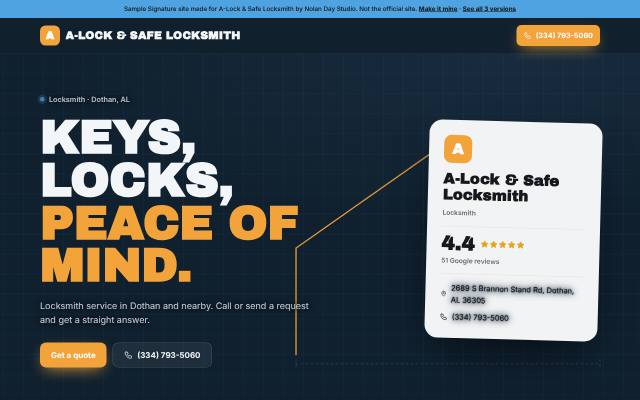 Sample Signature site made for A-Lock & Safe Locksmith by Nolan Day Studio. Not the official site. Make it mine · See all 3 versions
A A-LOCK & SAFE LOCKSMITH
(334) 793-5060
Locksmith · Dothan, AL
KEYS,
LOCKS,
PEACE OF
MIND.
Locksmith service in Dothan and nearby. Call or send a request
and get a straight answer.
Get a quote
(334) 793-5060
A
A-Lock & Safe
Locksmith
Locksmith
4.4 ★★★★★
51 Google reviews
2689 S Brannon Stand Rd, Dothan,
AL 36305
(334) 793-5060